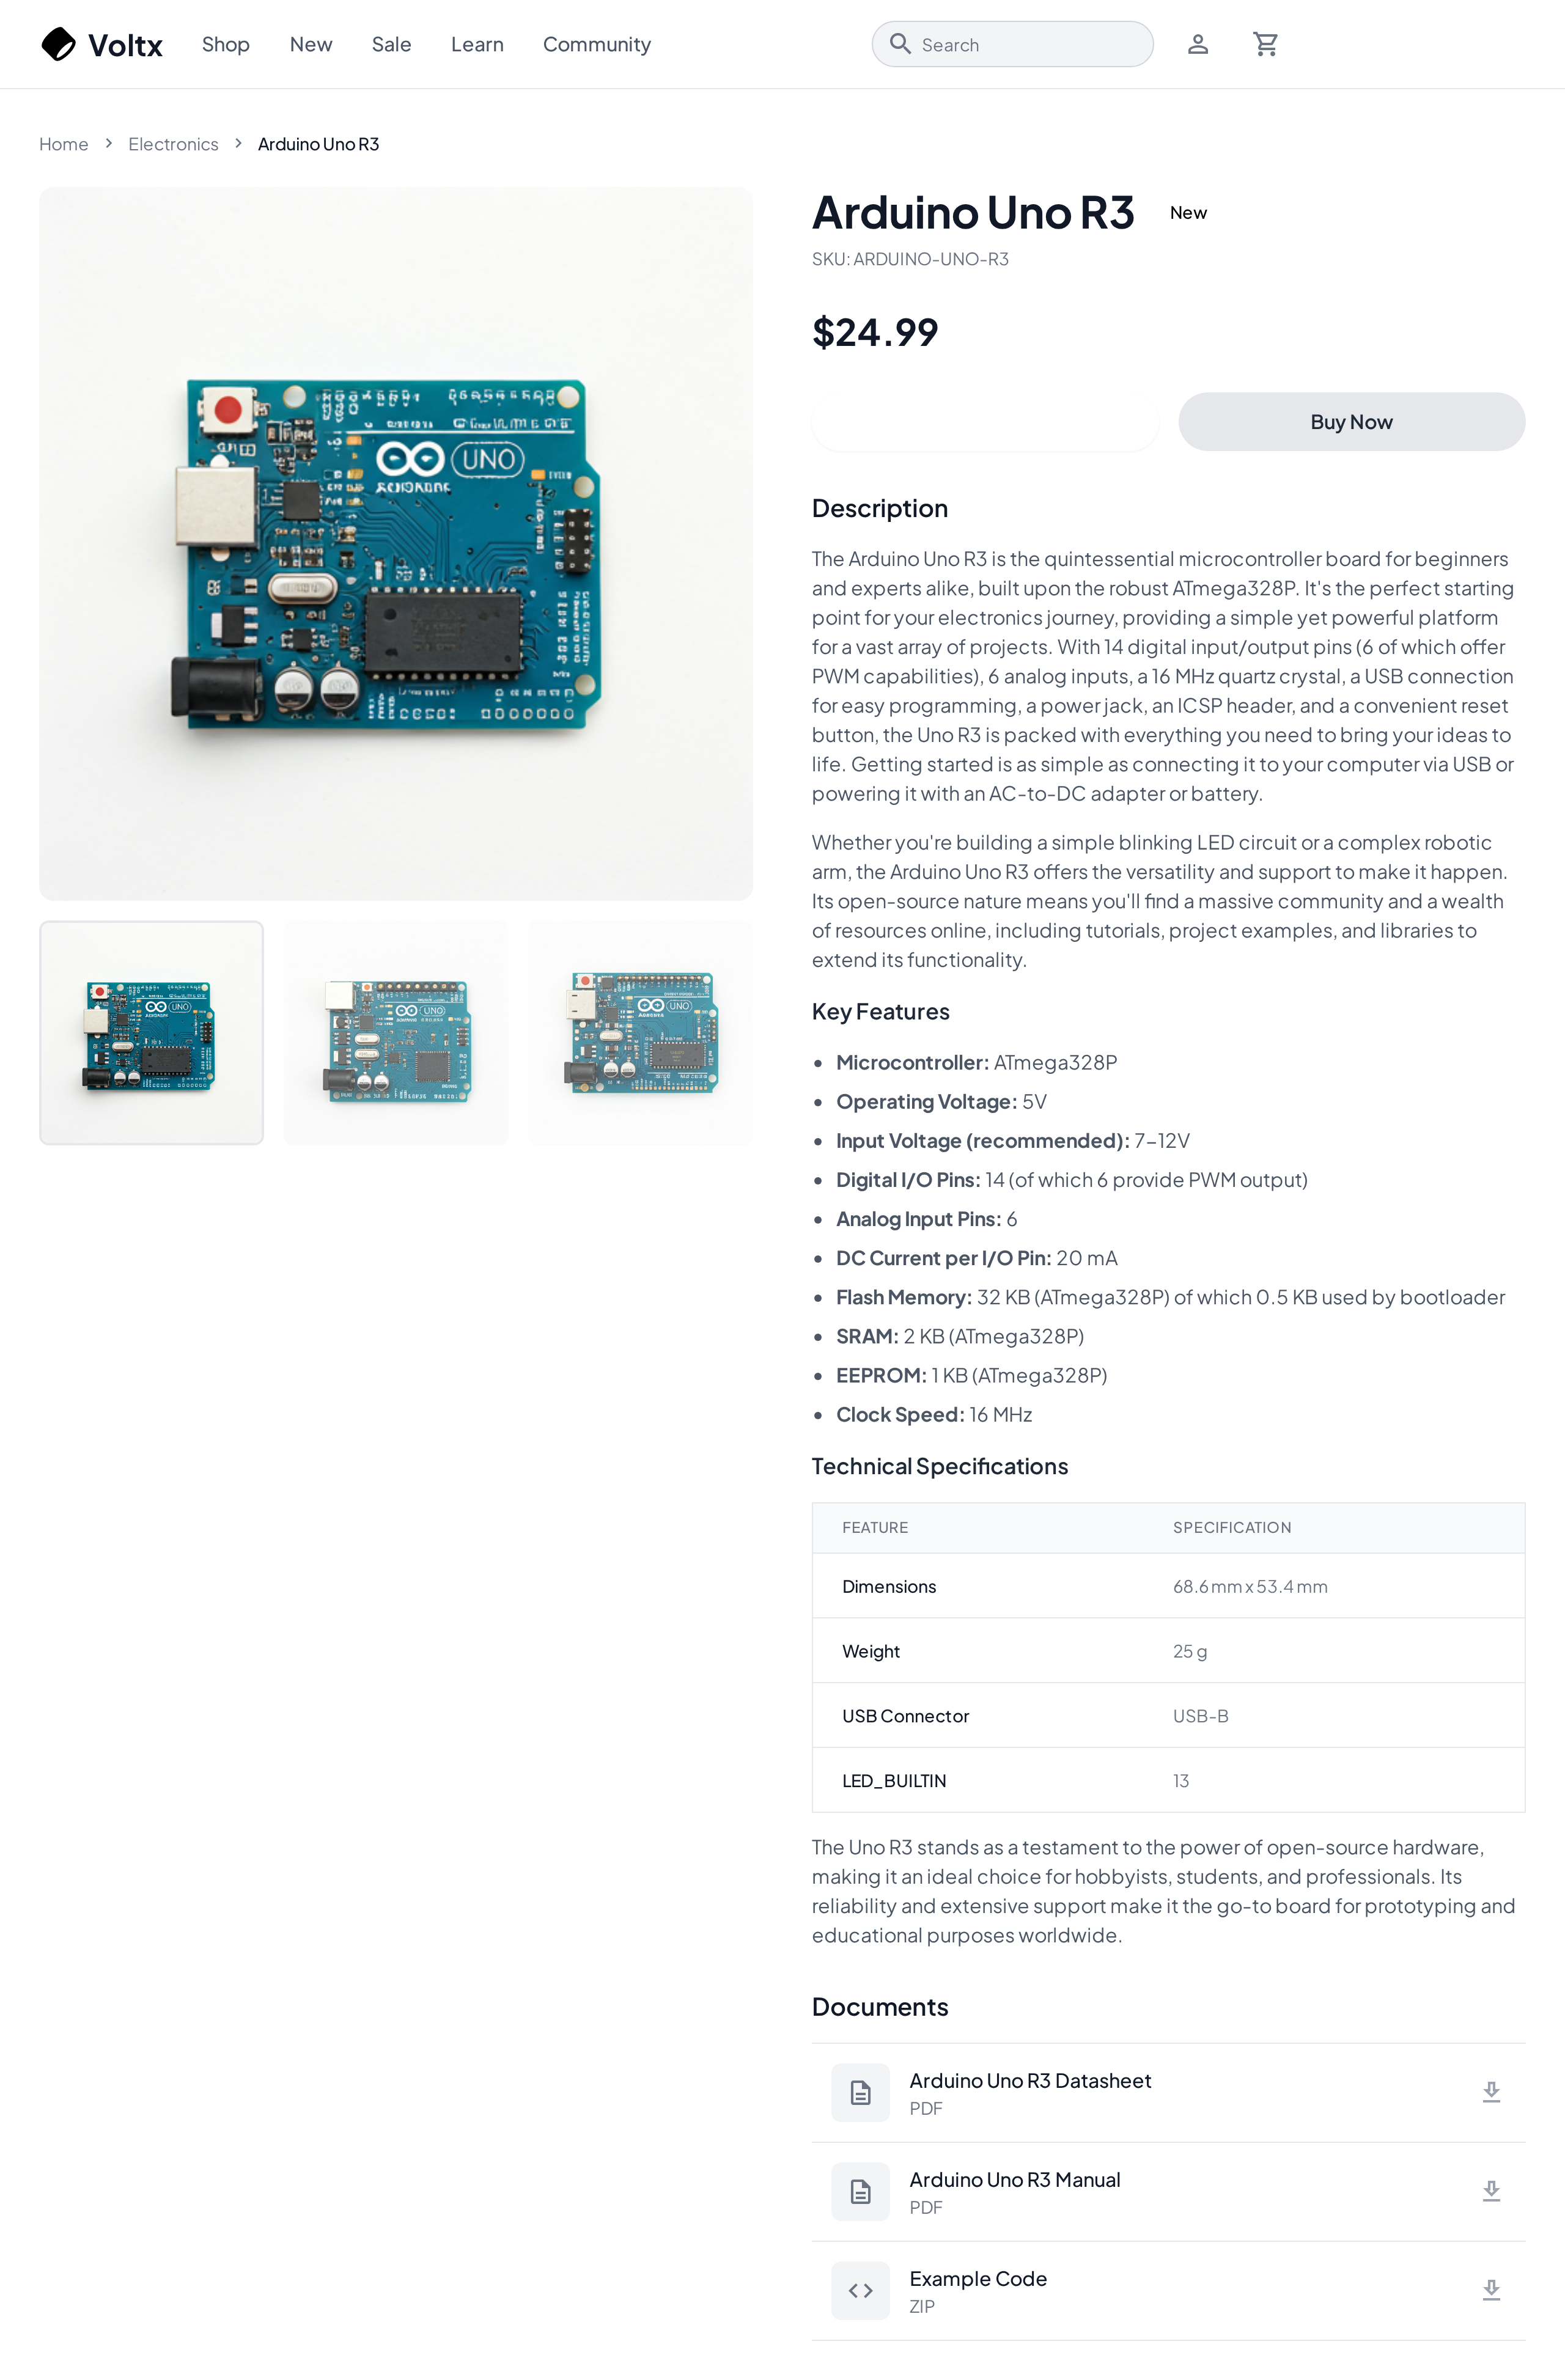 Voltx
Shop
New
Sale
Learn
Community
Search
Home
Electronics
Arduino Uno R3
UNO
Arduino Uno R3
New
SKU: ARDUINO-UNO-R3
$24.99
Buy Now
Description
The Arduino Uno R3 is the quintessential microcontroller board for beginners
and experts alike, built upon the robust ATmega328P. It's the perfect starting
point for your electronics journey, providing a simple yet powerful platform
for a vast array of projects. With 14 digital input/output pins (6 of which offer
PWM capabilities), 6 analog inputs, a 16 MHz quartz crystal, a USB connection
for easy programming, a power jack, an ICSP header, and a convenient reset
button, the Uno R3 is packed with everything you need to bring your ideas to
life. Getting started is as simple as connecting it to your computer via USB or
powering it with an AC-to-DC adapter or battery.
Whether you're building a simple blinking LED circuit or a complex robotic
arm, the Arduino Uno R3 offers the versatility and support to make it happen.
Its open-source nature means you'll find a massive community and a wealth
of resources online, including tutorials, project examples, and libraries to
extend its functionality.
Key Features
• Microcontroller: ATmega328P
• Operating Voltage: 5V
• Input Voltage (recommended): 7–12V
• Digital I/O Pins: 14 (of which 6 provide PWM output)
• Analog Input Pins: 6
• DC Current per I/O Pin: 20 mA
• Flash Memory: 32 KB (ATmega328P) of which 0.5 KB used by bootloader
• SRAM: 2 KB (ATmega328P)
• EEPROM: 1 KB (ATmega328P)
• Clock Speed: 16 MHz
Technical Specifications
FEATURE SPECIFICATION
Dimensions 68.6 mm x 53.4 mm
Weight 25 g
USB Connector USB-B
LED_BUILTIN 13
The Uno R3 stands as a testament to the power of open-source hardware,
making it an ideal choice for hobbyists, students, and professionals. Its
reliability and extensive support make it the go-to board for prototyping and
educational purposes worldwide.
Documents
Arduino Uno R3 Datasheet
PDF
Arduino Uno R3 Manual
PDF
Example Code
ZIP
UNO
UNO
UNO